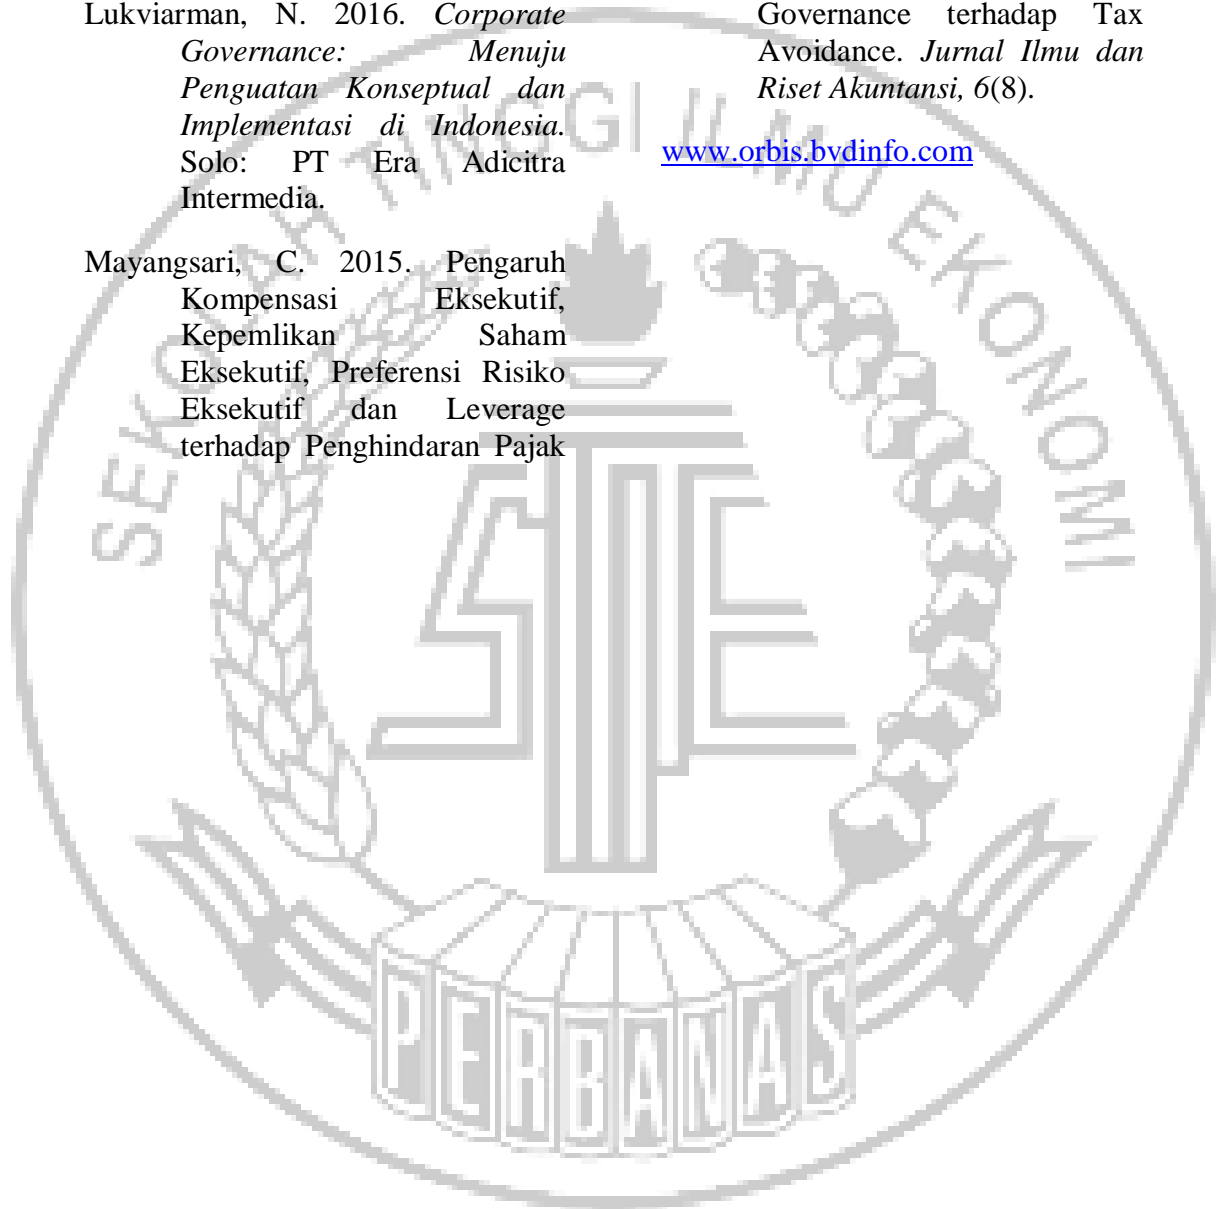 Lukviarman, N. 2016. Corporate
Governance: Menuju
Penguatan Konseptual dan
Implementasi di Indonesia.
Solo: PT Era Adicitra
Intermedia.
Mayangsari, C. 2015. Pengaruh
Kompensasi Eksekutif,
Kepemlikan Saham
Eksekutif, Preferensi Risiko
Eksekutif dan Leverage
terhadap Penghindaran Pajak
Governance terhadap Tax
Avoidance. Jurnal Ilmu dan
Riset Akuntansi, 6(8).
www.orbis.bvdinfo.com
SEKOLAH TINGGI ILMU EKONOMI
STIE
PERBANAS